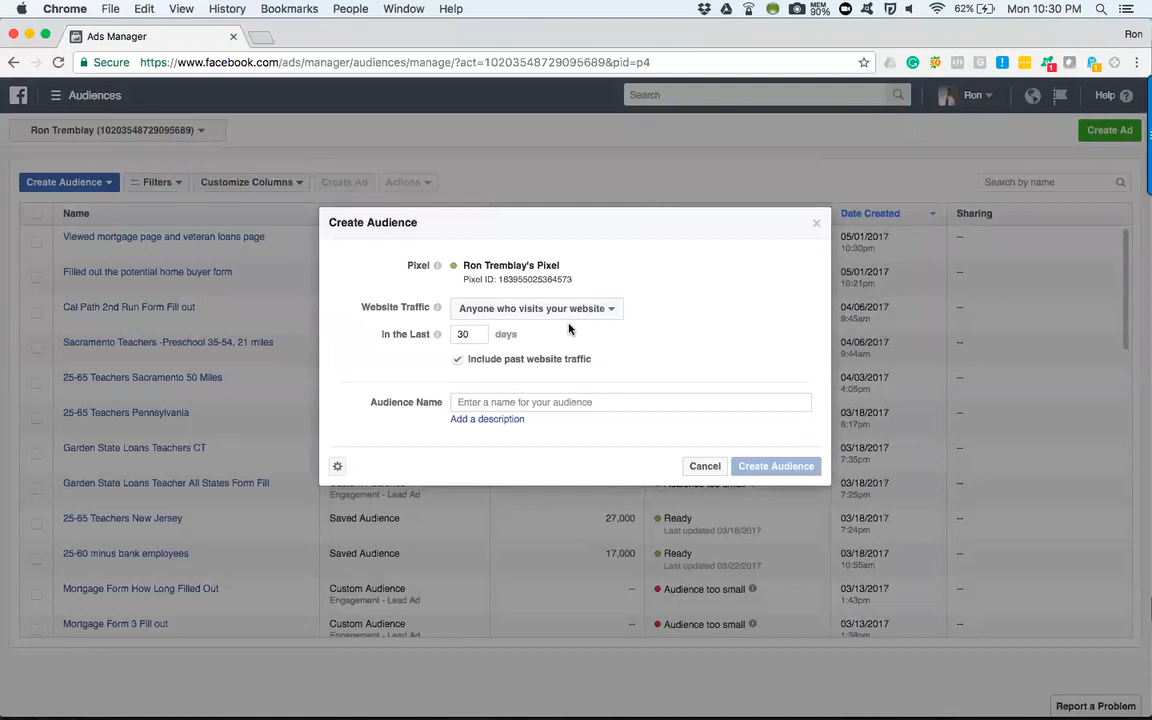 Chrome File Edit View History Bookmarks People Window Help MEM 90% 62% Mon 10:30 PM
Ads Manager Ron
Secure https://www.facebook.com/ads/manager/audiences/manage/?act=10203548729095689&pid=p4
Audiences Search Ron Help
Ron Tremblay (10203548729095689) Create Ad
Create Audience Filters Customize Columns Create Ad Actions Search by name
Name Date Created Sharing
Create Audience
Viewed mortgage page and veteran loans page 05/01/2017 --
10:30pm
Pixel Ron Tremblay's Pixel
Pixel ID: 183955025364573
Filled out the potential home buyer form 05/01/2017 --
10:21pm
Cal Path 2nd Run Form Fill out 04/06/2017 --
9:45am
Website Traffic Anyone who visits your website
In the Last 30 days
Sacramento Teachers -Preschool 35-54, 21 miles 04/06/2017 --
9:44am
Include past website traffic
25-65 Teachers Sacramento 50 Miles 04/03/2017 --
4:05pm
Audience Name Enter a name for your audience
Add a description
25-65 Teachers Pennsylvania 03/18/2017 --
8:17pm
Garden State Loans Teachers CT 03/18/2017 --
7:35pm
Cancel Create Audience
Garden State Loans Teacher All States Form Fill 03/18/2017 --
7:25pm
Engagement - Lead Ad
25-65 Teachers New Jersey Saved Audience 27,000 Ready 03/18/2017 --
Last updated 03/18/2017 7:24pm
25-60 minus bank employees Saved Audience 17,000 Ready 03/18/2017 --
Last updated 03/22/2017 10:55am
Mortgage Form How Long Filled Out Custom Audience -- Audience too small 03/13/2017 --
Engagement - Lead Ad 1:43pm
Mortgage Form 3 Fill out Custom Audience -- Audience too small 03/13/2017 --
Engagement - Lead Ad 1:38pm
Report a Problem